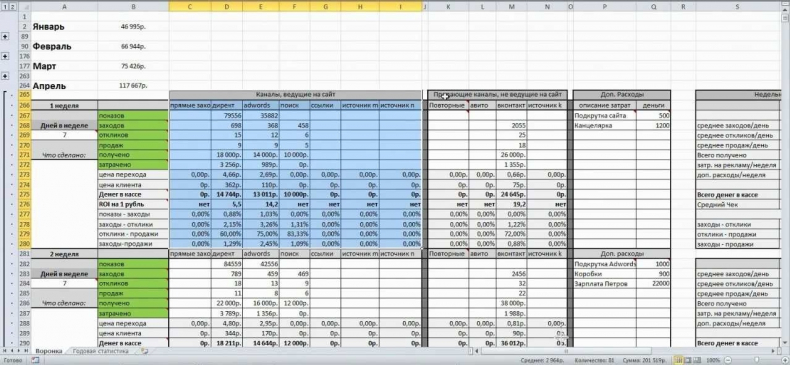 A B C D E F G H I J K L M N O P Q R S
1
2 Январь 46 995р.
90 Февраль 66 944р.
177 Март 75 426р.
264 Апрель 117 667р.
265 Каналы, ведущие на сайт каналы, не ведущие на сайт Доп. Расходы Недельн
266 1 неделя прямые захо директ adwords поиск ссылки источник m источник n Повторные авито вконтакт источник k описание затрат деньги
267 показов 79556 35882 Подкрутка сайта 500
268 Дней в неделе заходов 698 368 458 2055 Канцелярка 1200 среднее заходов/день
269 7 откликов 15 12 6 25 среднее откликов/день
270 продаж 9 9 5 18 среднее продаж/день
271 Что сделано: получено 18 000р. 14 000р. 10 000р. 26 000р. Всего получено
272 затрачено 3 256р. 989р. 1 355р. затр. на рекламу/неделя
273 цена перехода 0,00р. 4,66р. 2,69р. 0,00р. 0,00р. 0,00р. 0,00р. 0,00р. 0,00р. 0,66р. 0,00р. доп. расходы/неделя
274 цена клиента 0р. 362р. 110р. 0р. 0р. 0р. 0р. 0р. 0р. 75р. 0р.
275 Денег в кассе 0р. 14 744р. 13 011р. 10 000р. 0р. 0р. 0р. 0р. 0р. 24 645р. 0р. Всего денег в кассе
276 ROI на 1 рубль нет 5,5 14,2 нет нет нет нет нет нет 19,2 нет Средний Чек
277 показы - заходы 0,00% 0,88% 1,03% 0,00% 0,00% 0,00% 0,00% 0,00% 0,00% 0,00% 0,00%
278 заходы - отклики 0,00% 2,15% 3,26% 1,31% 0,00% 0,00% 0,00% 0,00% 0,00% 1,22% 0,00% заходы - отклики
279 отклики - продажи 0,00% 60,00% 75,00% 83,33% 0,00% 0,00% 0,00% 0,00% 0,00% 72,00% 0,00% отклики - продажи
280 заходы-продажи 0,00% 1,29% 2,45% 1,09% 0,00% 0,00% 0,00% 0,00% 0,00% 0,88% 0,00% заходы-продажи
281 2 неделя прямые захо директ adwords поиск ссылки источник m источник n Повторные авито вконтакт источник k Доп. расходы
282 показов 84559 42556 Подкрутка Adwords 1000
283 Дней в неделе заходов 789 459 469 2456 Коробки 900 среднее заходов/день
284 7 откликов 18 13 9 32 Зарплата Петров 22000 среднее откликов/день
285 продаж 11 8 6 22 среднее продаж/день
286 Что сделано: получено 22 000р. 16 000р. 12 000р. 38 000р. Всего получено
287 затрачено 3 789р. 1 356р. 1 988р. затр. на рекламу/неделя
288 цена перехода 0,00р. 4,80р. 2,95р. 0,00р. 0,00р. 0,00р. 0,00р. 0,00р. 0,00р. 0,81р. 0,00р. доп. расходы/неделя
289 цена клиента 0р. 344р. 170р. 0р. 0р. 0р. 0р. 0р. 0р. 90р. 0р.
290 Денег в кассе 0р. 18 211р. 14 644р. 12 000р. 0р. 0р. 0р. 0р. 0р. 36 012р. 0р. Всего денег в кассе
Воронка Годовая статистика
Готово Среднее: 2 964р. Количество: 81 Сумма: 201 519р. 100%